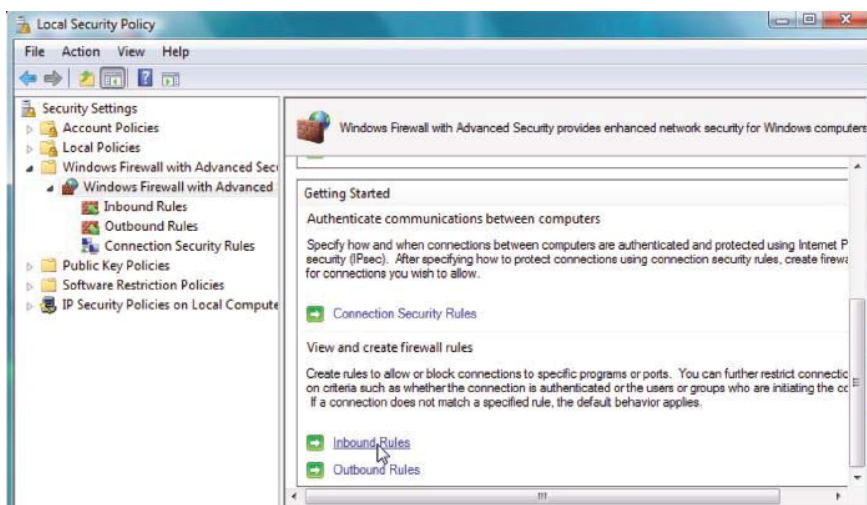 Local Security Policy
File Action View Help
Security Settings
Account Policies
Local Policies
Windows Firewall with Advanced Sec
Windows Firewall with Advanced
Inbound Rules
Outbound Rules
Connection Security Rules
Public Key Policies
Software Restriction Policies
IP Security Policies on Local Compute
Windows Firewall with Advanced Security provides enhanced network security for Windows computers
Getting Started
Authenticate communications between computers
Specify how and when connections between computers are authenticated and protected using Internet P
security (IPsec). After specifying how to protect connections using connection security rules, create firewa
for connections you wish to allow.
Connection Security Rules
View and create firewall rules
Create rules to allow or block connections to specific programs or ports. You can further restrict connectio
on criteria such as whether the connection is authenticated or the users or groups who are initiating the co
If a connection does not match a specified rule, the default behavior applies.
Inbound Rules
Outbound Rules